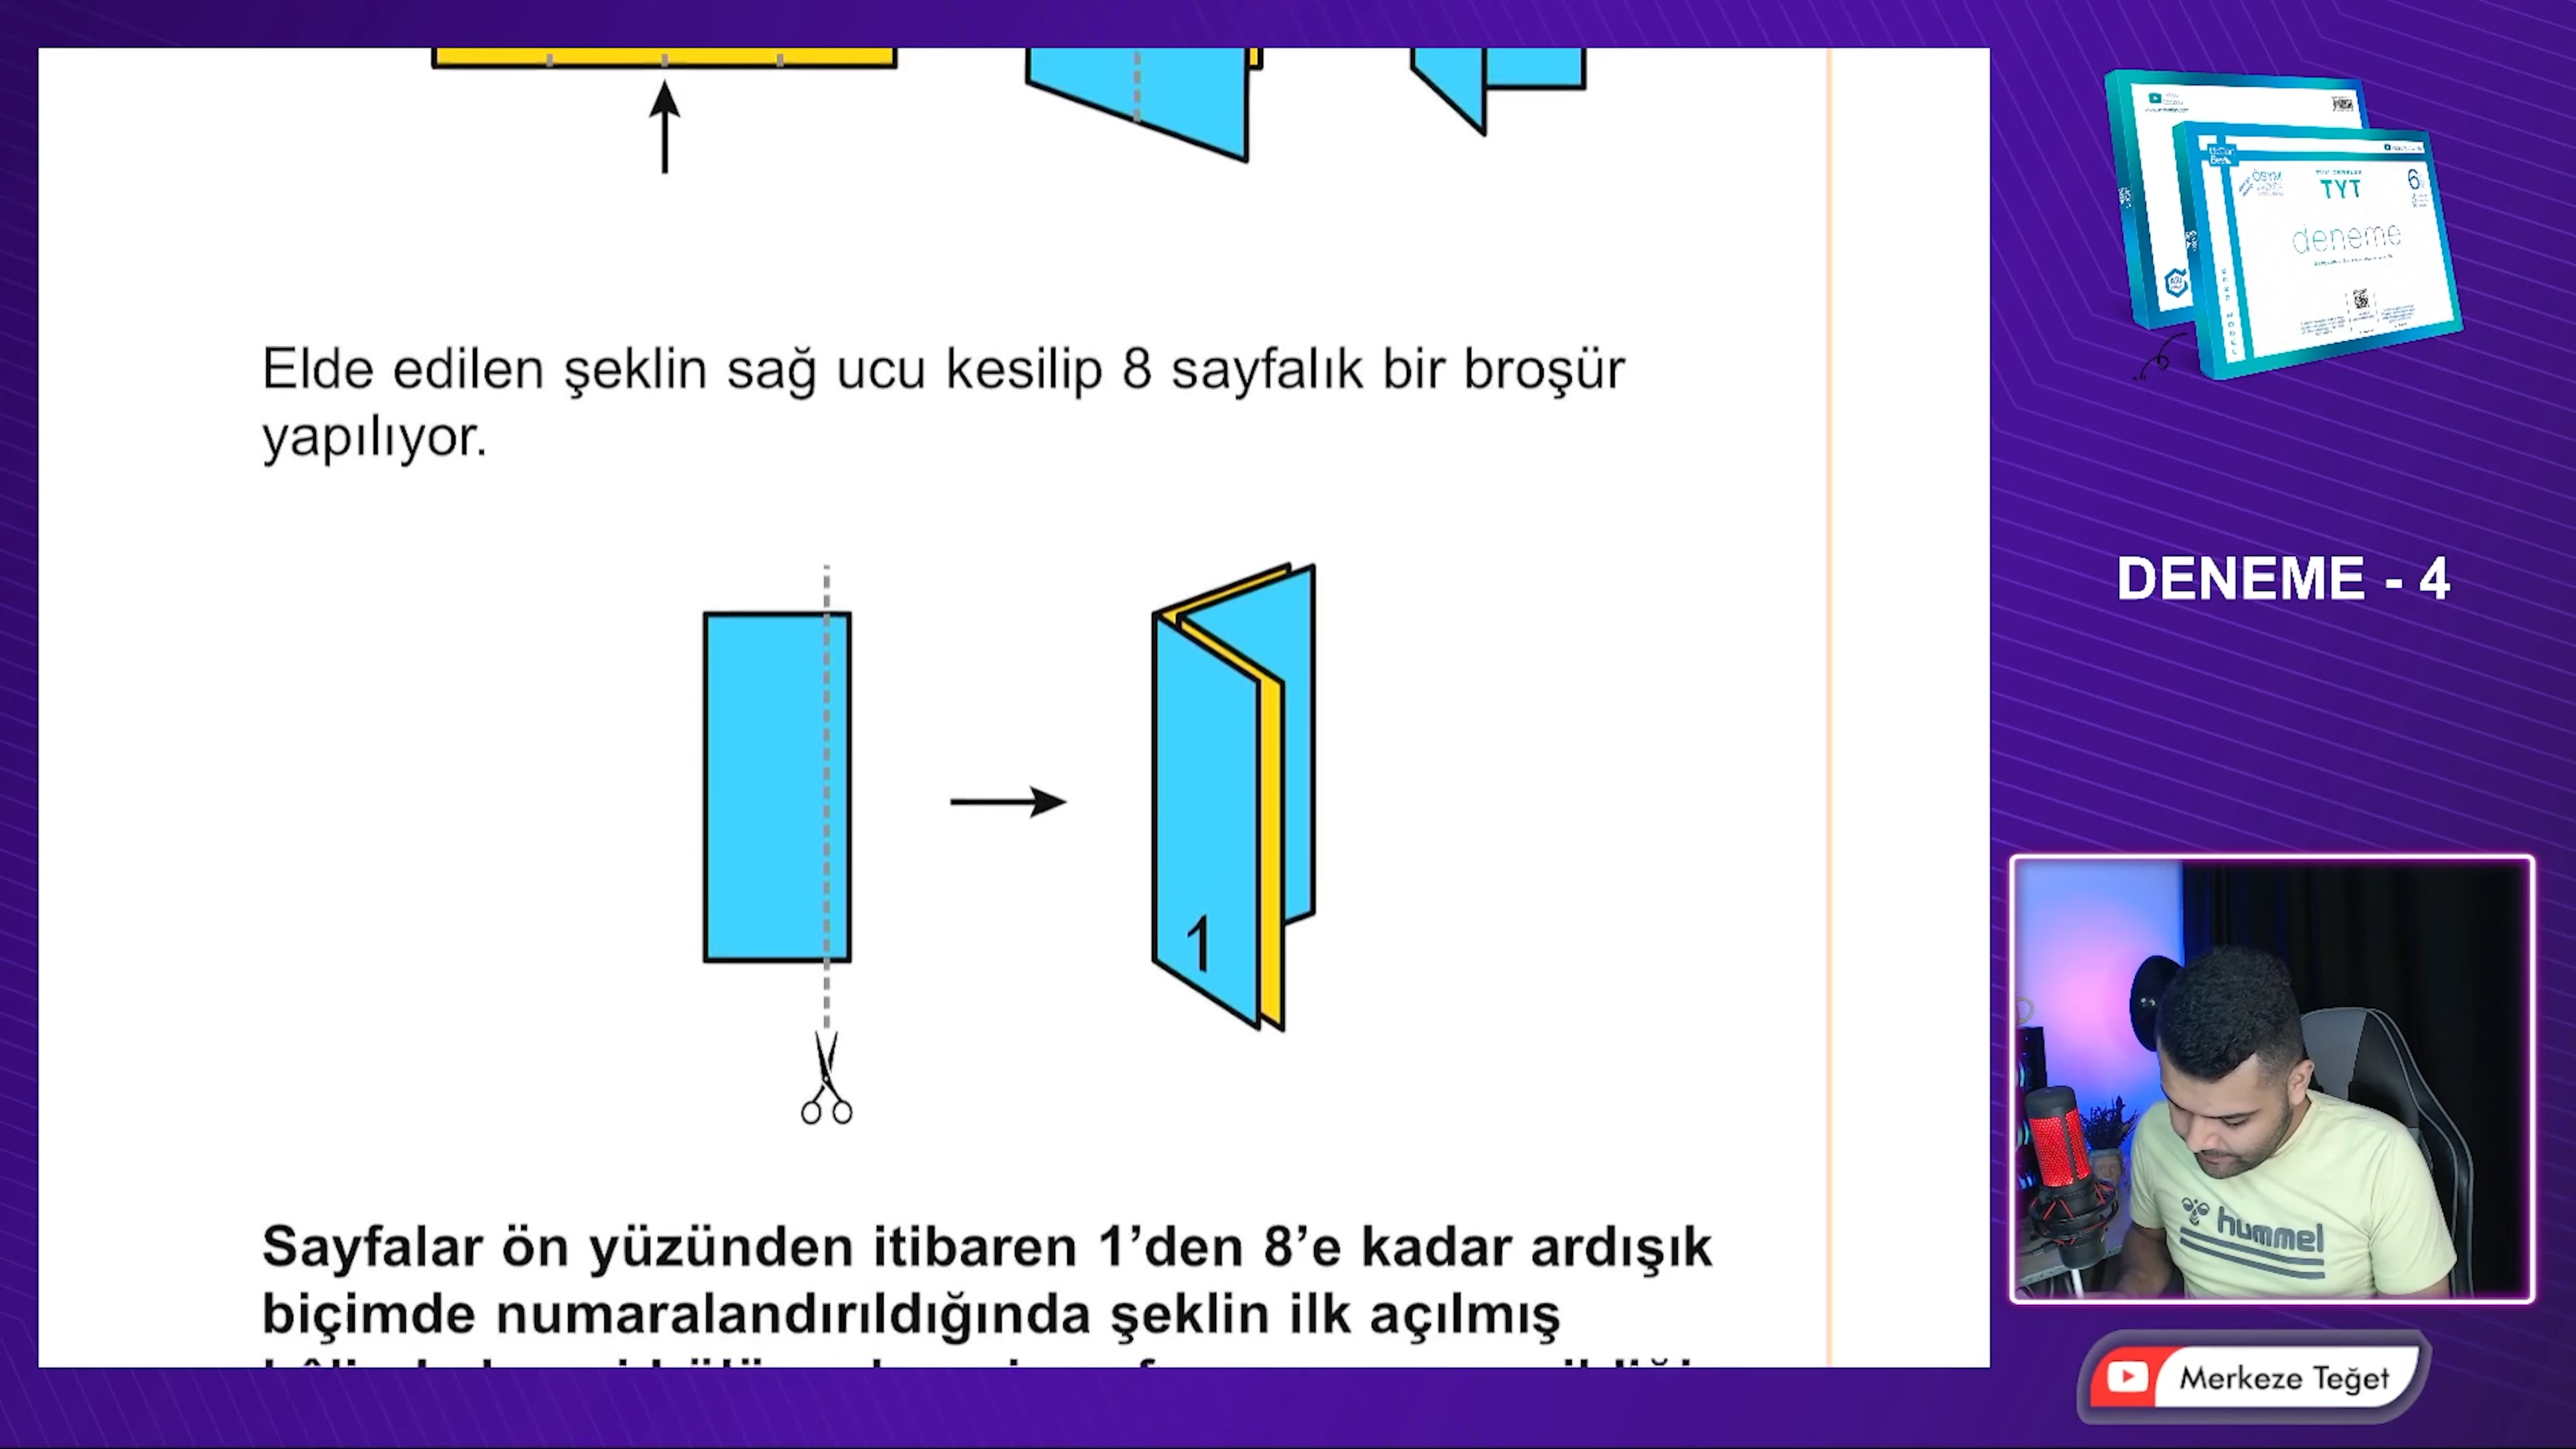 Elde edilen şeklin sağ ucu kesilip 8 sayfalık bir broşür
yapılıyor.
1
Sayfalar ön yüzünden itibaren 1’den 8’e kadar ardışık
biçimde numaralandırıldığında şeklin ilk açılmış
ÖSYM
TYT
6
deneme
DENEME - 4
hummel
Merkeze Teğet